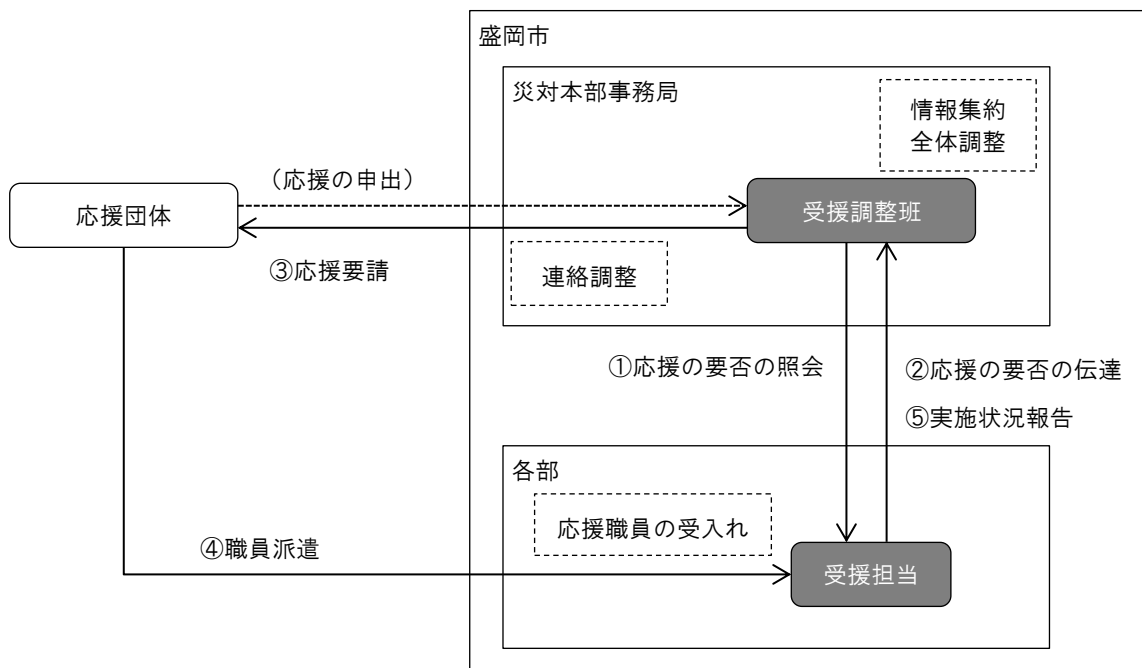 盛岡市
災対本部事務局
情報集約
全体調整
(応援の申出)
応援団体
受援調整班
③応援要請
連絡調整
①応援の要否の照会
②応援の要否の伝達
⑤実施状況報告
各部
応援職員の受入れ
④職員派遣
受援担当